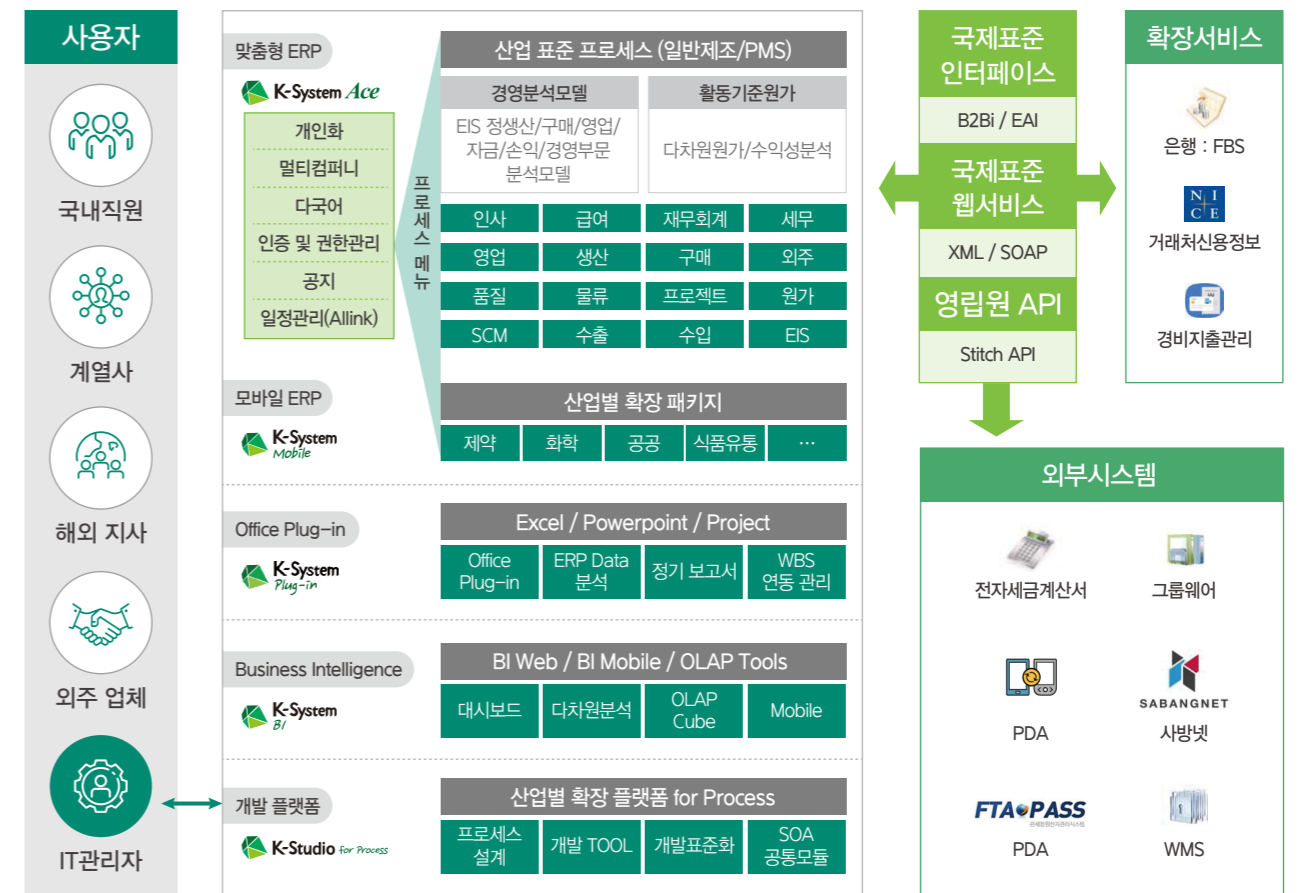 사용자
국내직원
계열사
해외 지사
외주 업체
IT관리자
맞춤형 ERP
K-System Ace
개인화
멀티컴퍼니
다국어
인증 및 권한관리
공지
일정관리(Allink)
프로세스 메뉴
산업 표준 프로세스 (일반제조/PMS)
경영분석모델
EIS 정생산/구매/영업/
자금/손익/경영부문
분석모델
활동기준원가
다차원원가/수익성분석
인사 급여 재무회계 세무
영업 생산 구매 외주
품질 물류 프로젝트 원가
SCM 수출 수입 EIS
모바일 ERP
K-System
Mobile
산업별 확장 패키지
제약 화학 공공 식품유통 …
Office Plug-in
K-System
Plug-in
Excel / Powerpoint / Project
Office
Plug-in
ERP Data
분석
정기 보고서
WBS
연동 관리
Business Intelligence
K-System
BI
BI Web / BI Mobile / OLAP Tools
대시보드
다차원분석
OLAP
Cube
Mobile
개발 플랫폼
K-Studio for Process
산업별 확장 플랫폼 for Process
프로세스
설계
개발 TOOL
개발표준화
SOA
공통모듈
국제표준
인터페이스
B2Bi / EAI
국제표준
웹서비스
XML / SOAP
영립원 API
Stitch API
확장서비스
은행 : FBS
N I
C E
거래처신용정보
경비지출관리
외부시스템
전자세금계산서
그룹웨어
PDA
SABANGNET
사방넷
FTA PASS
PDA
WMS